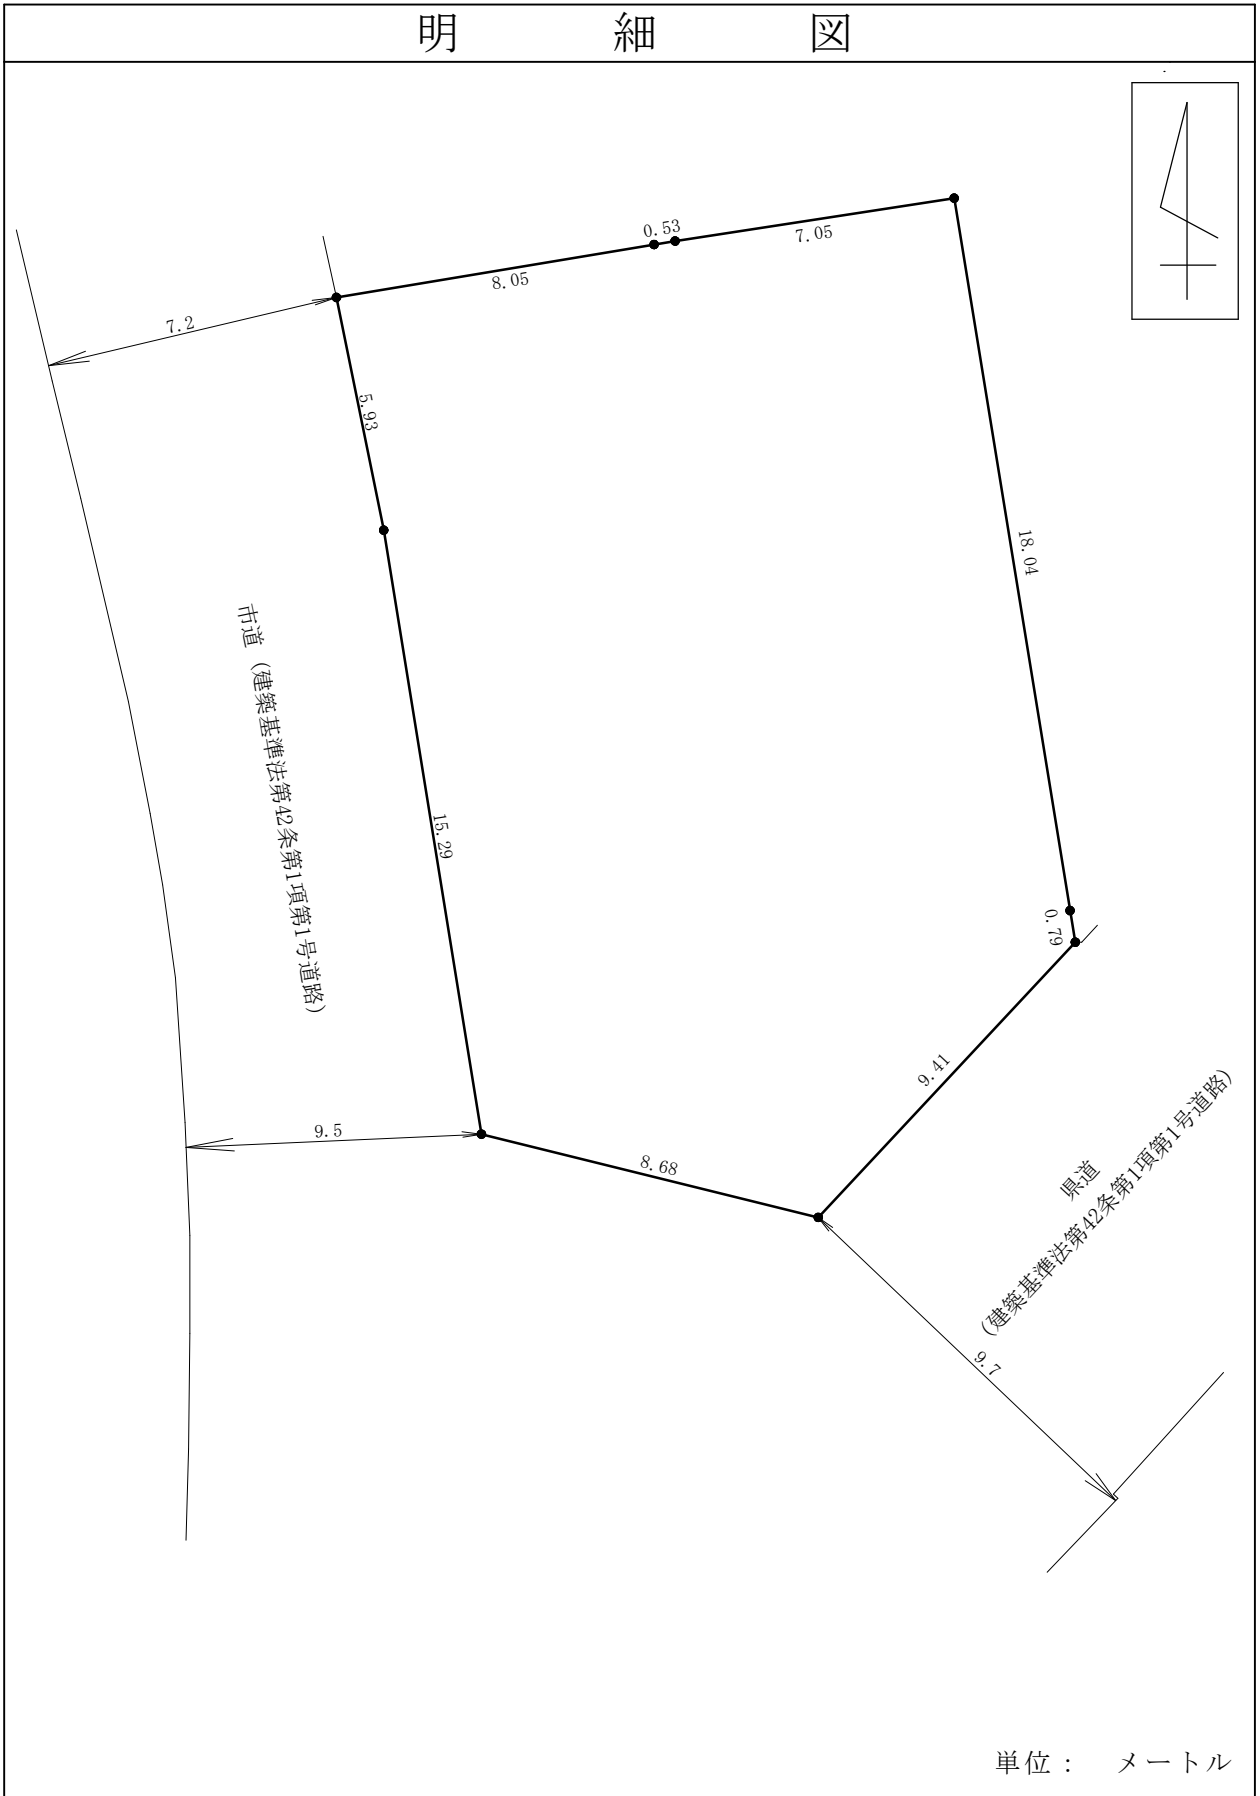 明細図
0.53
7.05
8.05
7.2
5.93
18.04
市道（建築基準法第42条第1項第1号道路）
15.29
0.79
9.41
9.5
8.68
県道
（建築基準法第42条第1項第1号道路）
9.7
単位：　メートル